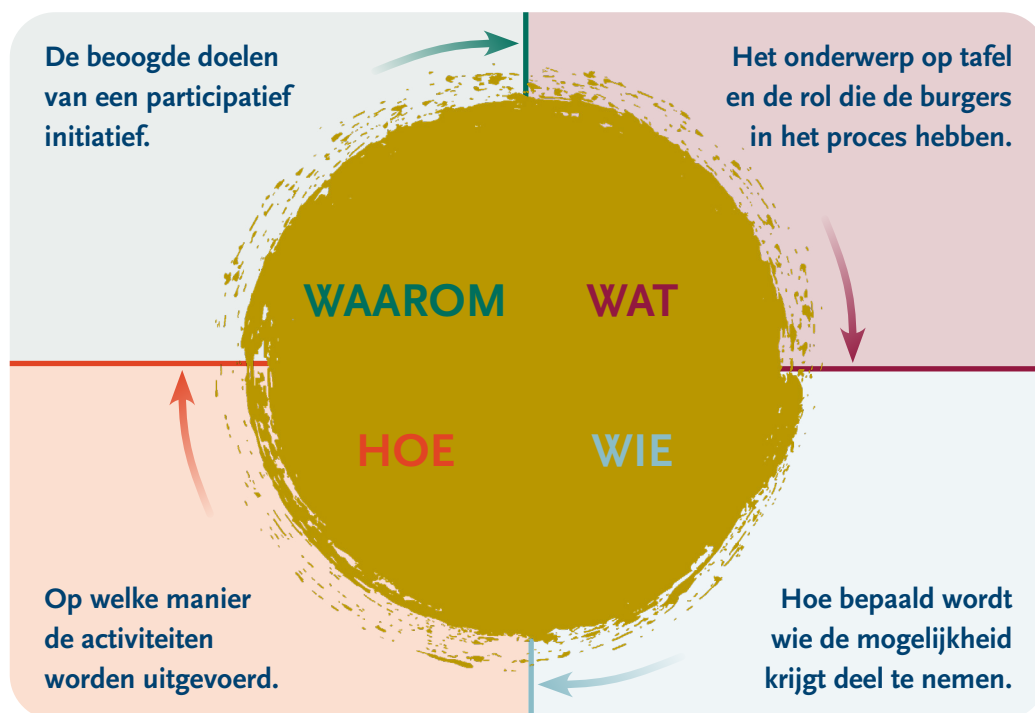 De beoogde doelen
van een participatief
initiatief.
Het onderwerp op tafel
en de rol die de burgers
in het proces hebben.
WAAROM
WAT
HOE
WIE
Op welke manier
de activiteiten
worden uitgevoerd.
Hoe bepaald wordt
wie de mogelijkheid
krijgt deel te nemen.